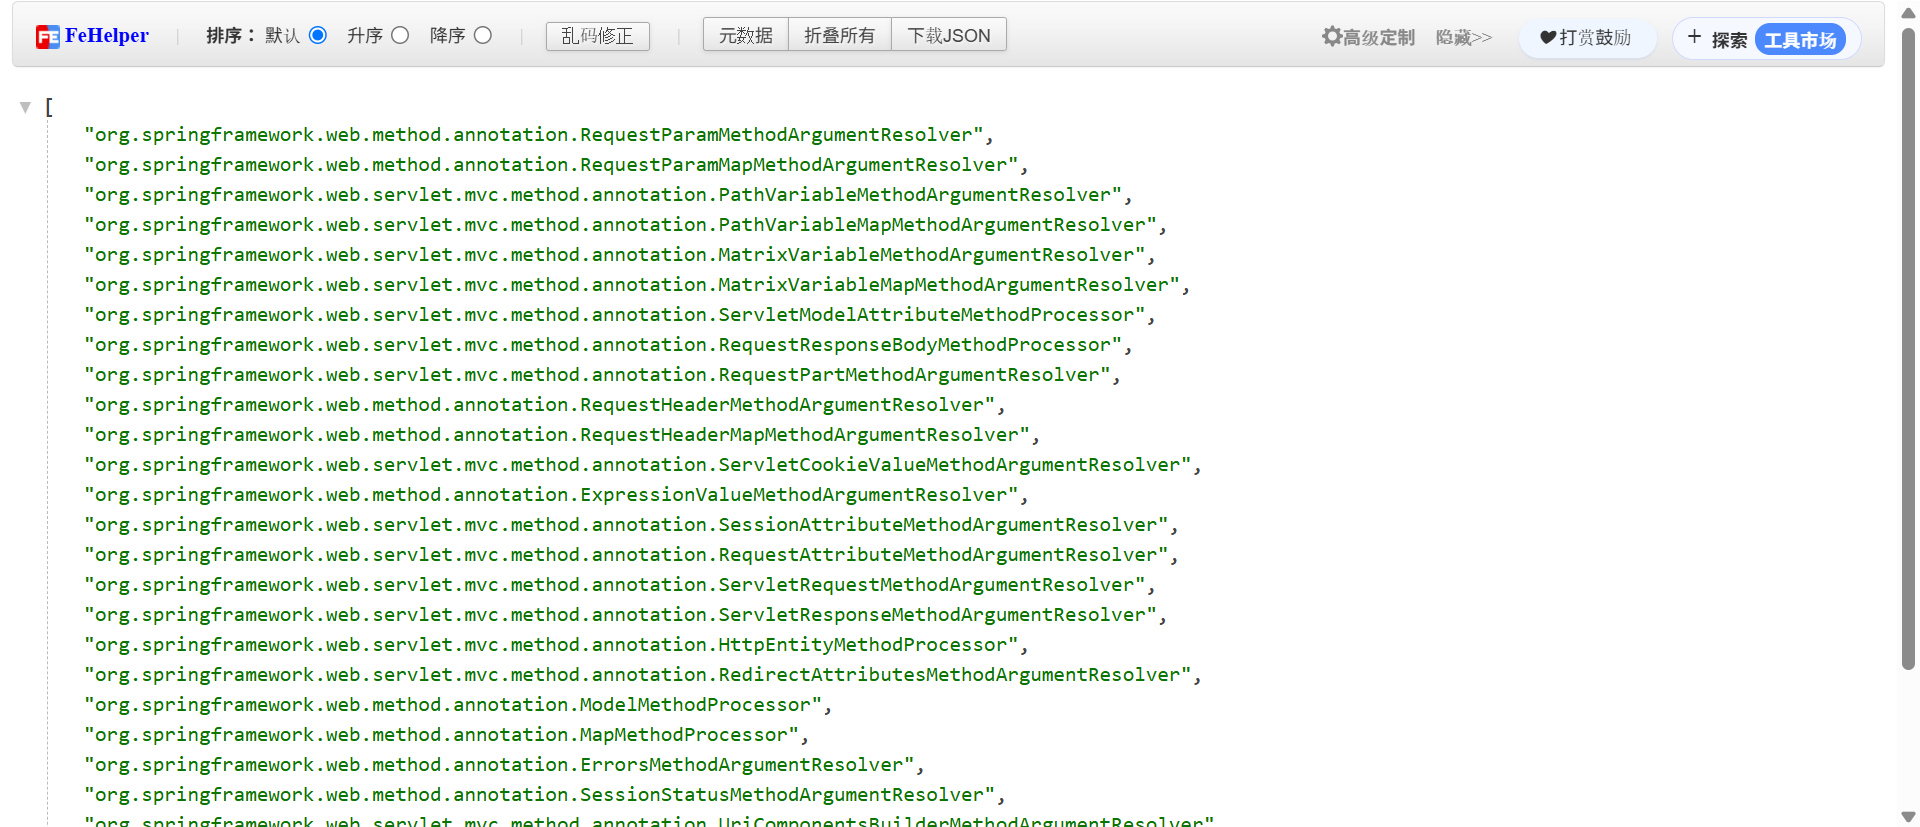 FeHelper 排序： 默认 升序 降序 乱码修正 元数据 折叠所有 下载JSON 高级定制 隐藏>> 打赏鼓励 + 探索 工具市场
[
"org.springframework.web.method.annotation.RequestParamMethodArgumentResolver",
"org.springframework.web.method.annotation.RequestParamMapMethodArgumentResolver",
"org.springframework.web.servlet.mvc.method.annotation.PathVariableMethodArgumentResolver",
"org.springframework.web.servlet.mvc.method.annotation.PathVariableMapMethodArgumentResolver",
"org.springframework.web.servlet.mvc.method.annotation.MatrixVariableMethodArgumentResolver",
"org.springframework.web.servlet.mvc.method.annotation.MatrixVariableMapMethodArgumentResolver",
"org.springframework.web.servlet.mvc.method.annotation.ServletModelAttributeMethodProcessor",
"org.springframework.web.servlet.mvc.method.annotation.RequestResponseBodyMethodProcessor",
"org.springframework.web.servlet.mvc.method.annotation.RequestPartMethodArgumentResolver",
"org.springframework.web.method.annotation.RequestHeaderMethodArgumentResolver",
"org.springframework.web.method.annotation.RequestHeaderMapMethodArgumentResolver",
"org.springframework.web.servlet.mvc.method.annotation.ServletCookieValueMethodArgumentResolver",
"org.springframework.web.method.annotation.ExpressionValueMethodArgumentResolver",
"org.springframework.web.servlet.mvc.method.annotation.SessionAttributeMethodArgumentResolver",
"org.springframework.web.servlet.mvc.method.annotation.RequestAttributeMethodArgumentResolver",
"org.springframework.web.servlet.mvc.method.annotation.ServletRequestMethodArgumentResolver",
"org.springframework.web.servlet.mvc.method.annotation.ServletResponseMethodArgumentResolver",
"org.springframework.web.servlet.mvc.method.annotation.HttpEntityMethodProcessor",
"org.springframework.web.servlet.mvc.method.annotation.RedirectAttributesMethodArgumentResolver",
"org.springframework.web.method.annotation.ModelMethodProcessor",
"org.springframework.web.method.annotation.MapMethodProcessor",
"org.springframework.web.method.annotation.ErrorsMethodArgumentResolver",
"org.springframework.web.method.annotation.SessionStatusMethodArgumentResolver",
"org.springframework.web.servlet.mvc.method.annotation.UriComponentsBuilderMethodArgumentResolver"